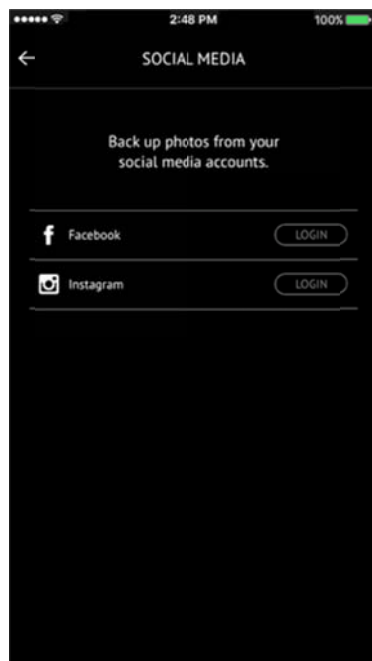 2:48 PM 100%
SOCIAL MEDIA
Back up photos from your
social media accounts.
Facebook LOGIN
Instagram LOGIN